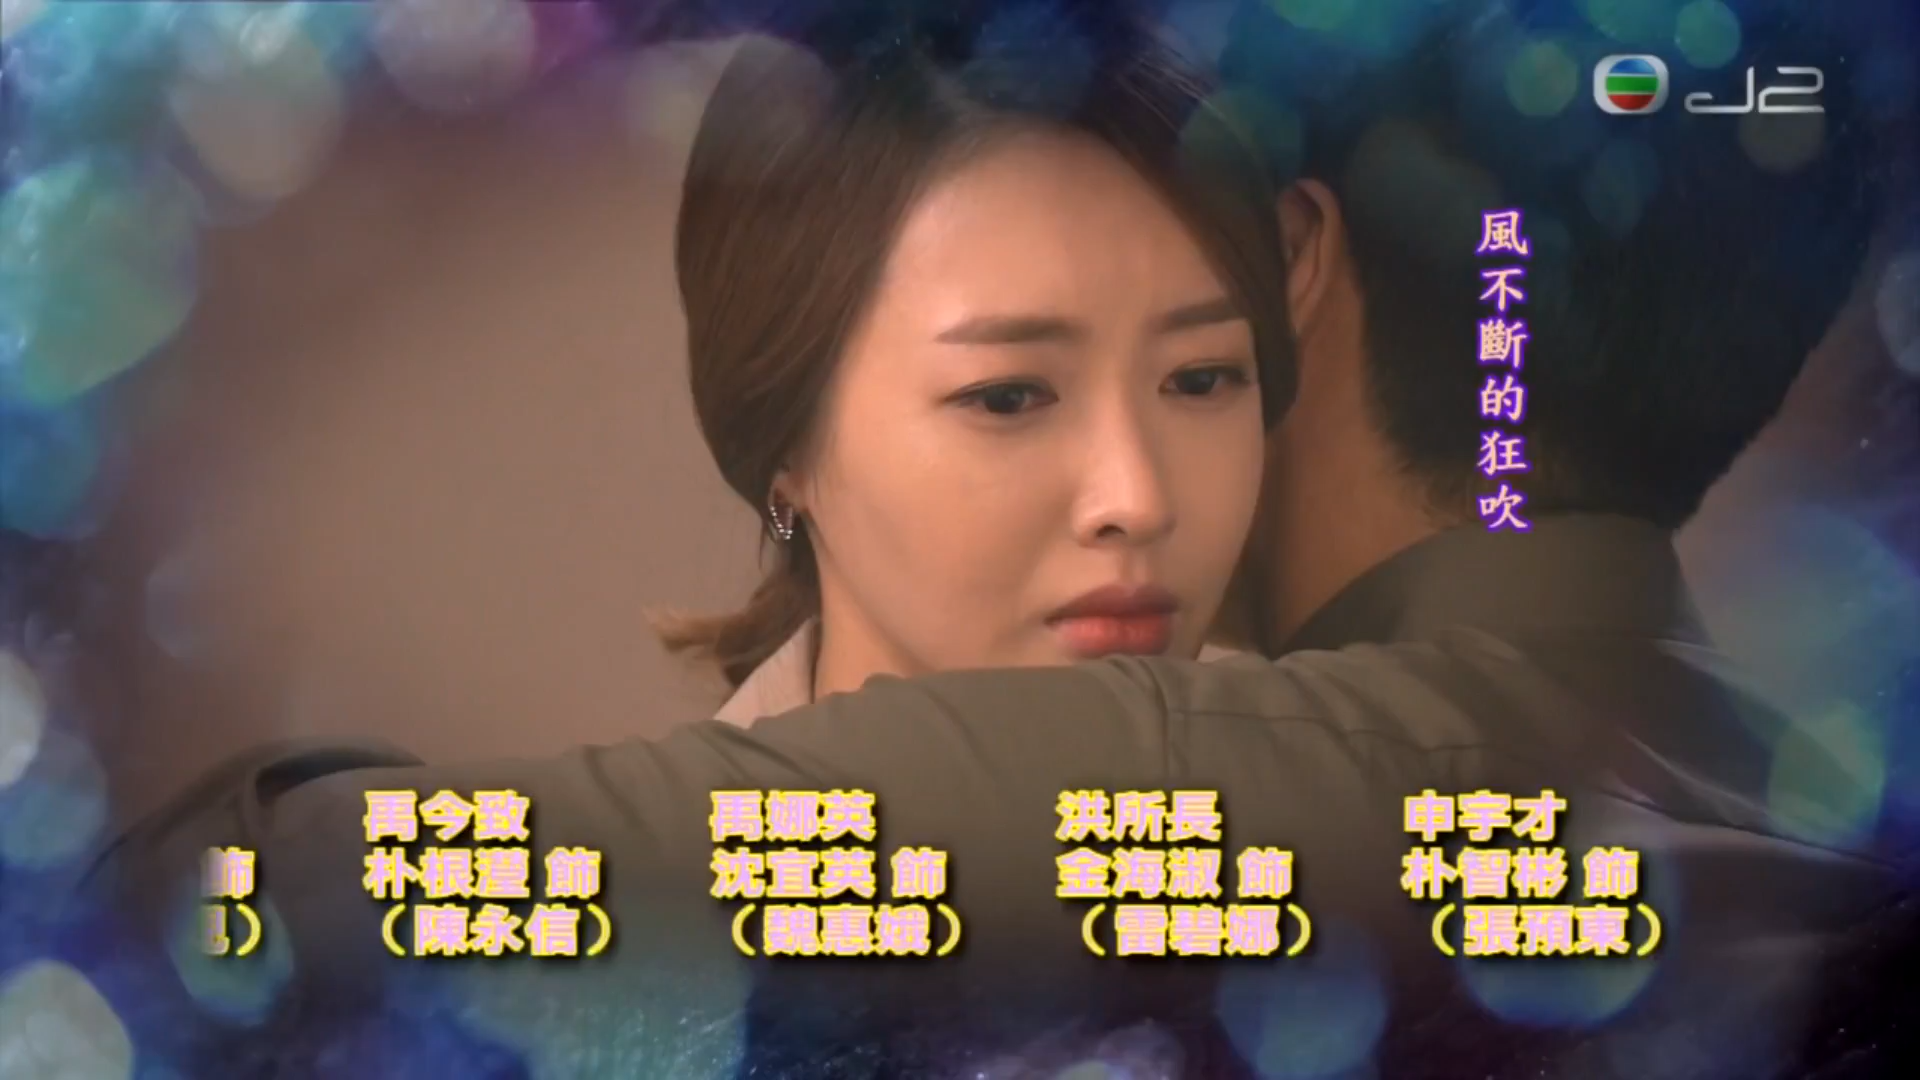 J2
風不斷的狂吹
禹今致
朴根瀅 飾
（陳永信）
禹娜英
沈宜英 飾
（魏惠娥）
洪所長
金海淑 飾
（雷碧娜）
申宇才
朴智彬 飾
（張頴東）
飾